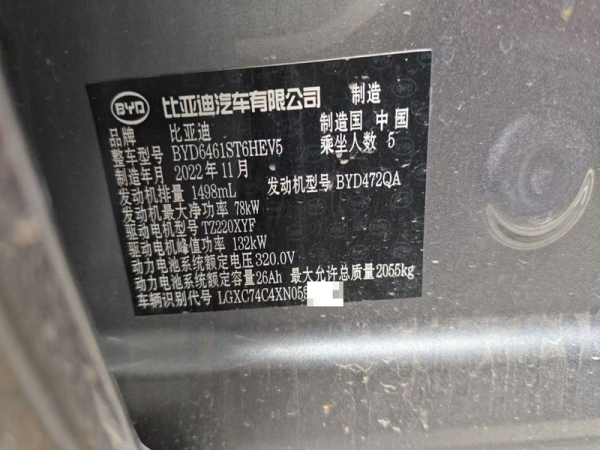 BYD 比亚迪汽车有限公司 制造
品牌 比亚迪 制造国 中国
整车型号 BYD6461ST6HEV5 乘坐人数 5
制造年月 2022年11月
发动机排量 1498mL 发动机型号 BYD472QA
发动机最大净功率 78kW
驱动电机型号 TZ220XYF
驱动电机峰值功率 132kW
动力电池系统额定电压 320.0V
动力电池系统额定容量 26Ah 最大允许总质量 2055kg
车辆识别代号 LGXC74C4XN059